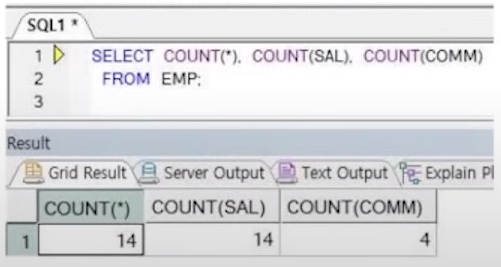 SQL1 *
1 SELECT COUNT(*), COUNT(SAL), COUNT(COMM)
2 FROM EMP;
3
Result
Grid Result Server Output Text Output Explain Pl
COUNT(*) COUNT(SAL) COUNT(COMM)
1 14 14 4